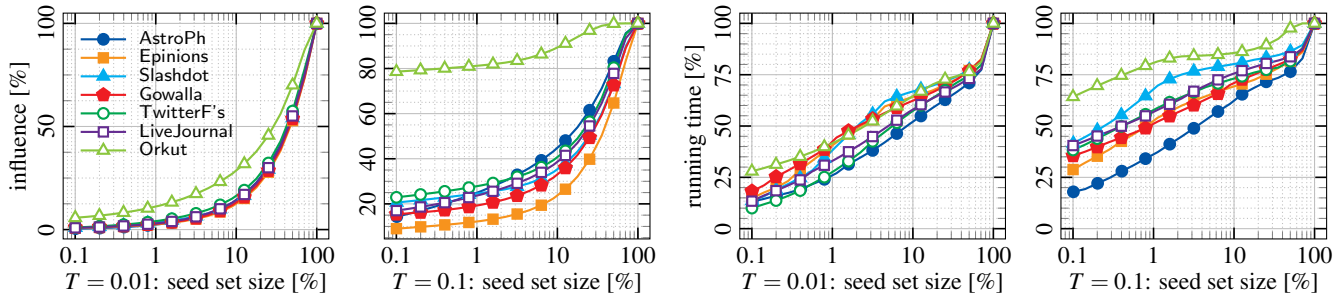 influence [%]
0
50
100
AstroPh
Epinions
Slashdot
Gowalla
TwitterF's
LiveJournal
Orkut
0.1 1 10 100
T = 0.01: seed set size [%]
20
40
60
80
100
0.1 1 10 100
T = 0.1: seed set size [%]
running time [%]
0
25
50
75
100
0.1 1 10 100
T = 0.01: seed set size [%]
0
25
50
75
100
0.1 1 10 100
T = 0.1: seed set size [%]